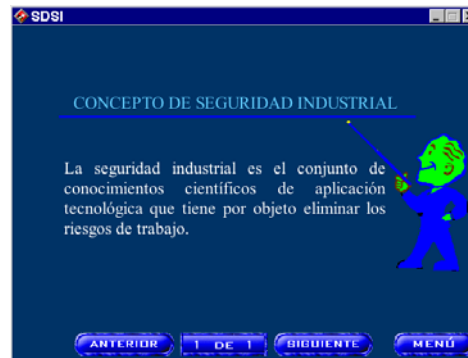 SDSI
CONCEPTO DE SEGURIDAD INDUSTRIAL
La seguridad industrial es el conjunto de
conocimientos científicos de aplicación
tecnológica que tiene por objeto eliminar los
riesgos de trabajo.
ANTERIOR 1 DE 1 SIGUIENTE MENÚ